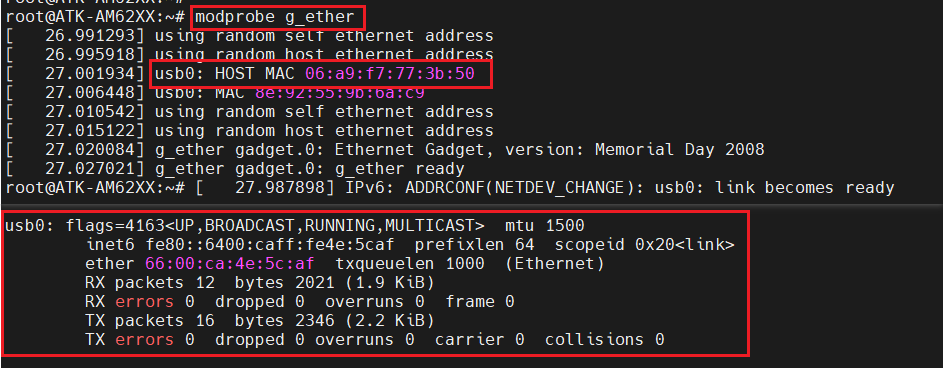 root@ATK-AM62XX:~# modprobe g_ether
[   26.991293] using random self ethernet address
[   26.995918] using random host ethernet address
[   27.001934] usb0: HOST MAC 06:a9:f7:77:3b:50
[   27.006448] usb0: MAC 8e:92:55:9b:6a:c9
[   27.010542] using random self ethernet address
[   27.015122] using random host ethernet address
[   27.020084] g_ether gadget.0: Ethernet Gadget, version: Memorial Day 2008
[   27.027021] g_ether gadget.0: g_ether ready
root@ATK-AM62XX:~# [   27.987898] IPv6: ADDRCONF(NETDEV_CHANGE): usb0: link becomes ready
usb0: flags=4163<UP,BROADCAST,RUNNING,MULTICAST>  mtu 1500
        inet6 fe80::6400:caff:fe4e:5caf  prefixlen 64  scopeid 0x20<link>
        ether 66:00:ca:4e:5c:af  txqueuelen 1000  (Ethernet)
        RX packets 12  bytes 2021 (1.9 KiB)
        RX errors 0  dropped 0  overruns 0  frame 0
        TX packets 16  bytes 2346 (2.2 KiB)
        TX errors 0  dropped 0 overruns 0  carrier 0  collisions 0